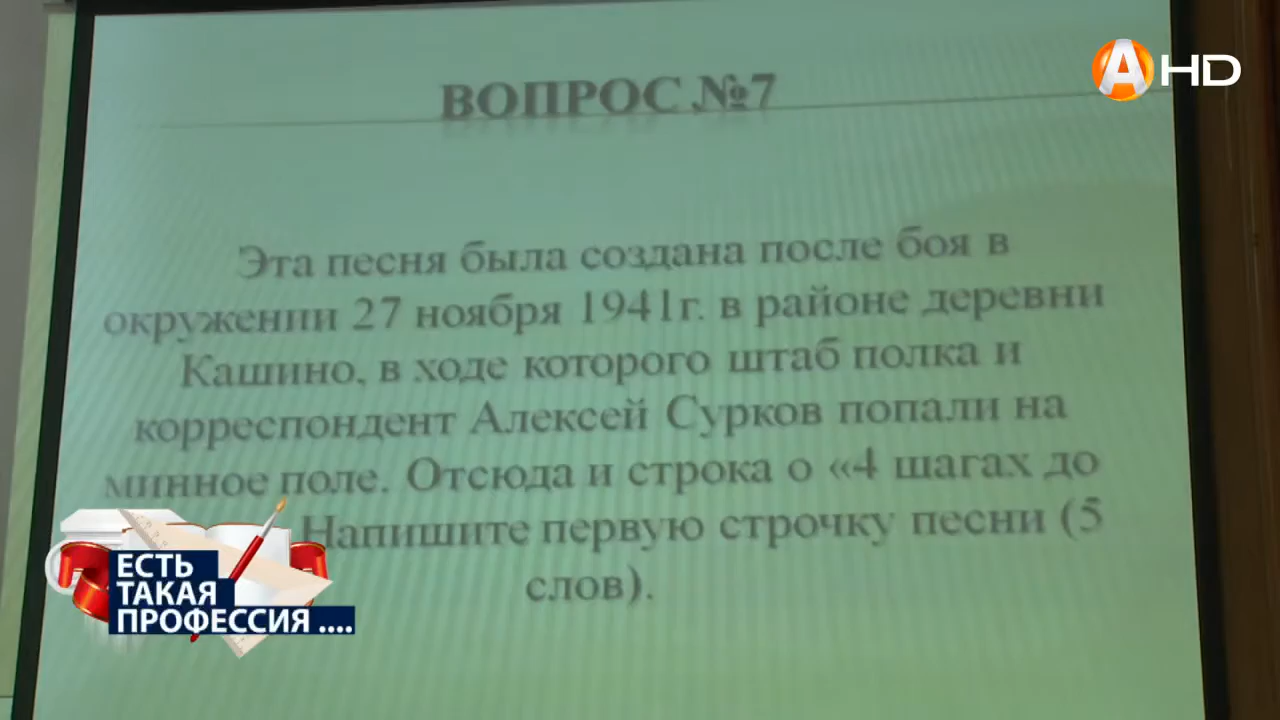 A HD
ВОПРОС №7
Эта песня была создана после боя в
окружении 27 ноября 1941г. в районе деревни
Кашино, в ходе которого штаб полка и
корреспондент Алексей Сурков попали на
минное поле. Отсюда и строка о «4 шагах до
Напишите первую строчку песни (5
слов).
ЕСТЬ
ТАКАЯ
ПРОФЕССИЯ ....